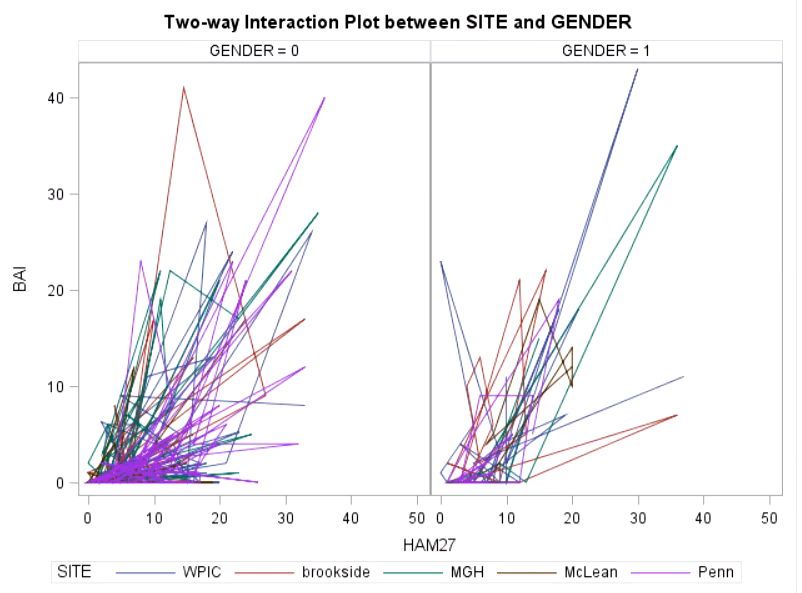 Two-way Interaction Plot between SITE and GENDER
GENDER = 0 GENDER = 1
40
30
BAI
20
10
0
0 10 20 30 40 50 0 10 20 30 40 50
HAM27
SITE WPIC brookside MGH McLean Penn